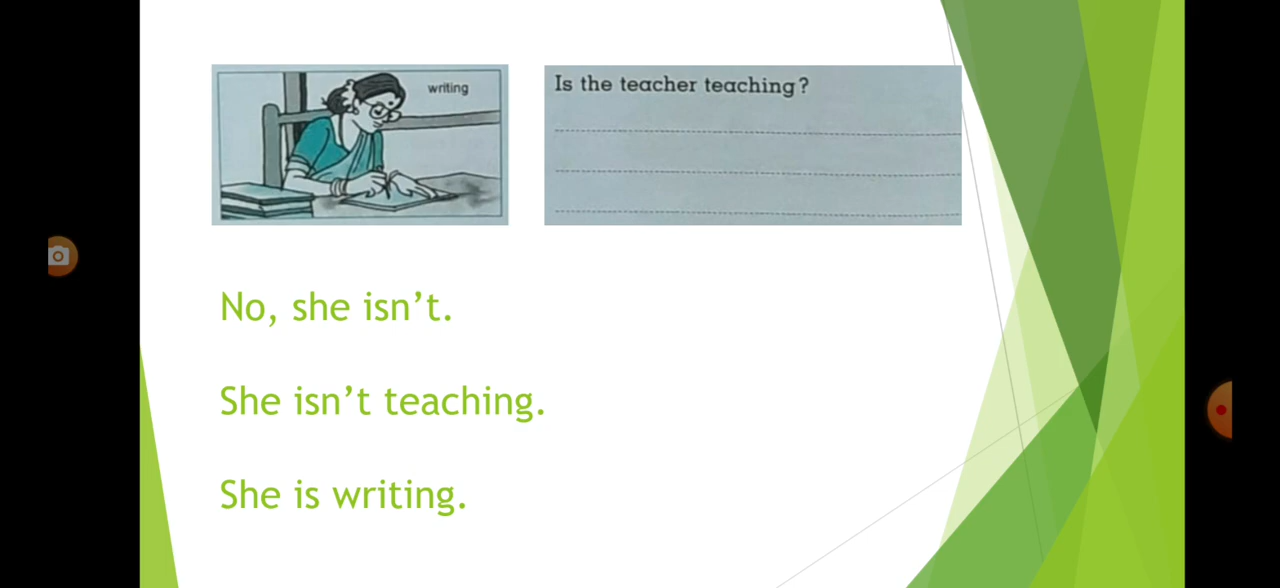 writing
Is the teacher teaching?
No, she isn’t.
She isn’t teaching.
She is writing.